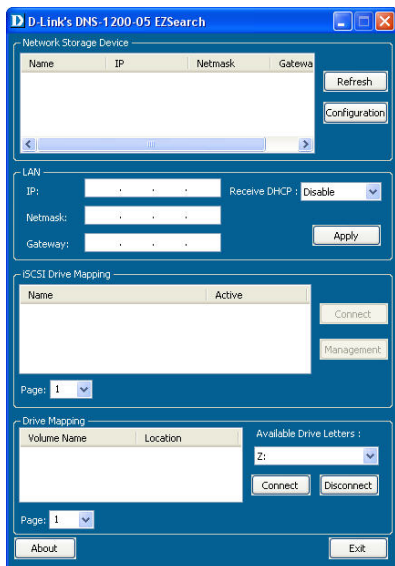 D-Link's DNS-1200-05 EZSearch
Network Storage Device
Name IP Netmask Gatewa
Refresh
Configuration
LAN
IP: . . . Receive DHCP : Disable
Netmask: . . .
Apply
Gateway: . . .
iSCSI Drive Mapping
Name Active
Connect
Management
Page: 1
Drive Mapping
Volume Name Location Available Drive Letters :
Z:
Connect Disconnect
Page: 1
About Exit